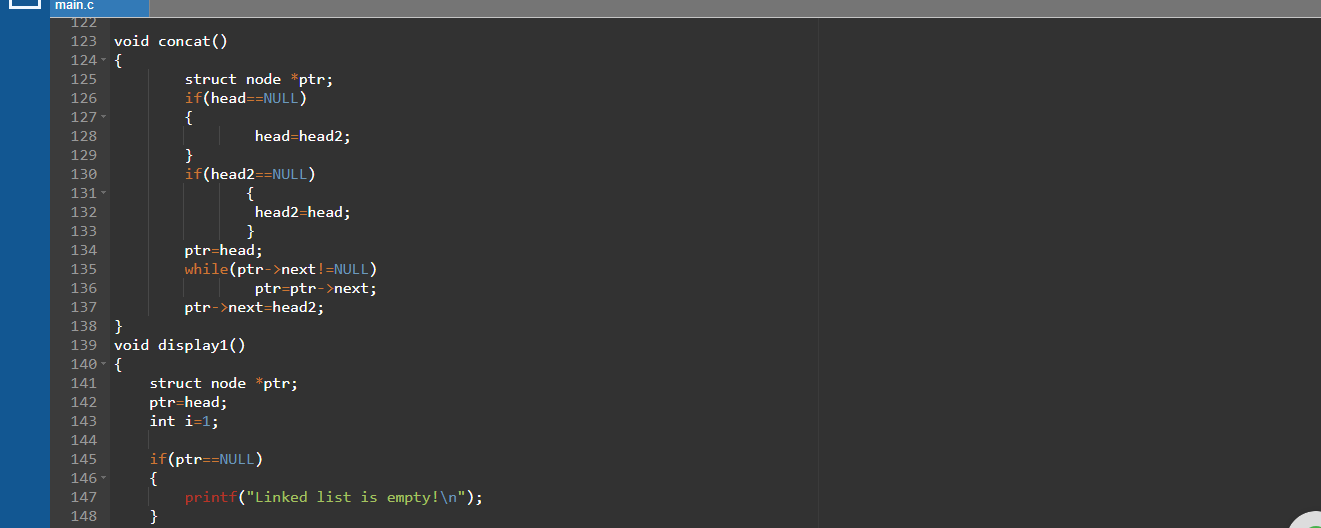 main.c
122
123 void concat()
124 {
125 struct node *ptr;
126 if(head==NULL)
127 {
128 head=head2;
129 }
130 if(head2==NULL)
131 {
132 head2=head;
133 }
134 ptr=head;
135 while(ptr->next!=NULL)
136 ptr=ptr->next;
137 ptr->next=head2;
138 }
139 void display1()
140 {
141 struct node *ptr;
142 ptr=head;
143 int i=1;
144
145 if(ptr==NULL)
146 {
147 printf("Linked list is empty!\n");
148 }